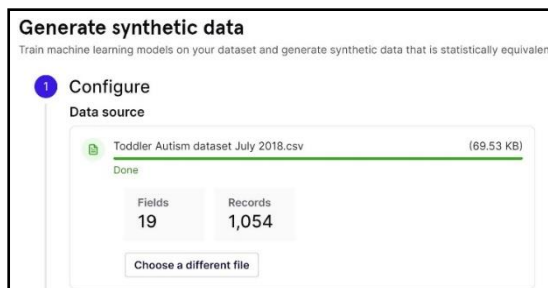 Generate synthetic data
Train machine learning models on your dataset and generate synthetic data that is statistically equivalen
1 Configure
Data source
Toddler Autism dataset July 2018.csv (69.53 KB)
Done
Fields Records
19 1,054
Choose a different file